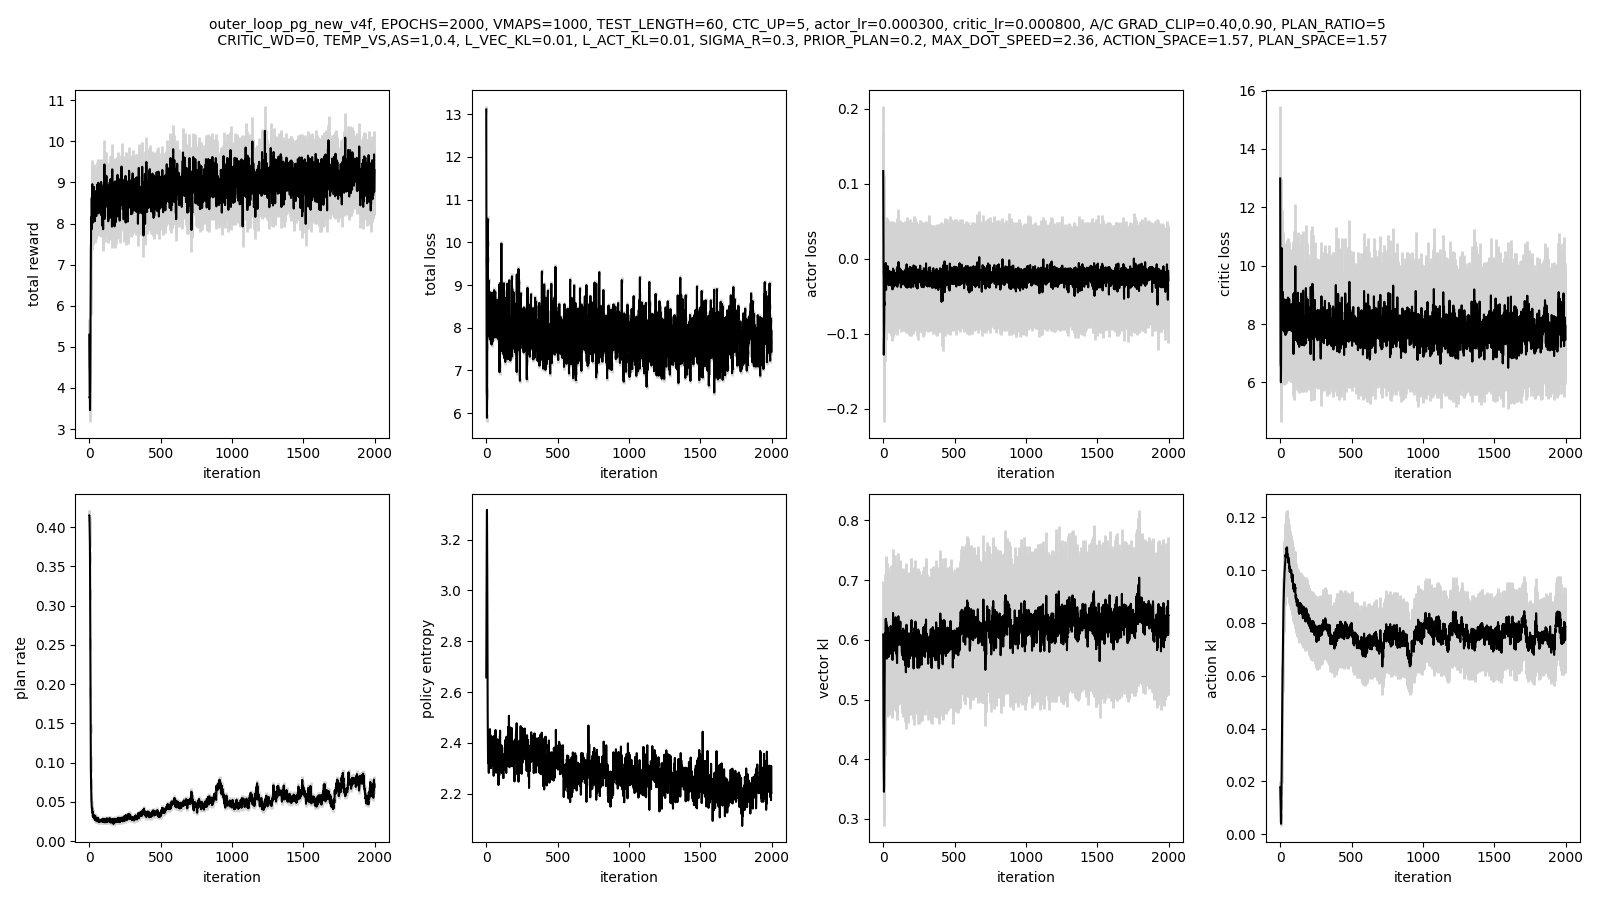 outer_loop_pg_new_v4f, EPOCHS=2000, VMAPS=1000, TEST_LENGTH=60, CTC_UP=5, actor_lr=0.000300, critic_lr=0.000800, A/C GRAD_CLIP=0.40,0.90, PLAN_RATIO=5
CRITIC_WD=0, TEMP_VS,AS=1,0.4, L_VEC_KL=0.01, L_ACT_KL=0.01, SIGMA_R=0.3, PRIOR_PLAN=0.2, MAX_DOT_SPEED=2.36, ACTION_SPACE=1.57, PLAN_SPACE=1.57
total reward
11
10
9
8
7
6
5
4
3
0 500 1000 1500 2000
iteration
total loss
13
12
11
10
9
8
7
6
0 500 1000 1500 2000
iteration
actor loss
0.2
0.1
0.0
−0.1
−0.2
0 500 1000 1500 2000
iteration
critic loss
16
14
12
10
8
6
0 500 1000 1500 2000
iteration
plan rate
0.40
0.35
0.30
0.25
0.20
0.15
0.10
0.05
0.00
0 500 1000 1500 2000
iteration
policy entropy
3.2
3.0
2.8
2.6
2.4
2.2
0 500 1000 1500 2000
iteration
vector kl
0.8
0.7
0.6
0.5
0.4
0.3
0 500 1000 1500 2000
iteration
action kl
0.12
0.10
0.08
0.06
0.04
0.02
0.00
0 500 1000 1500 2000
iteration